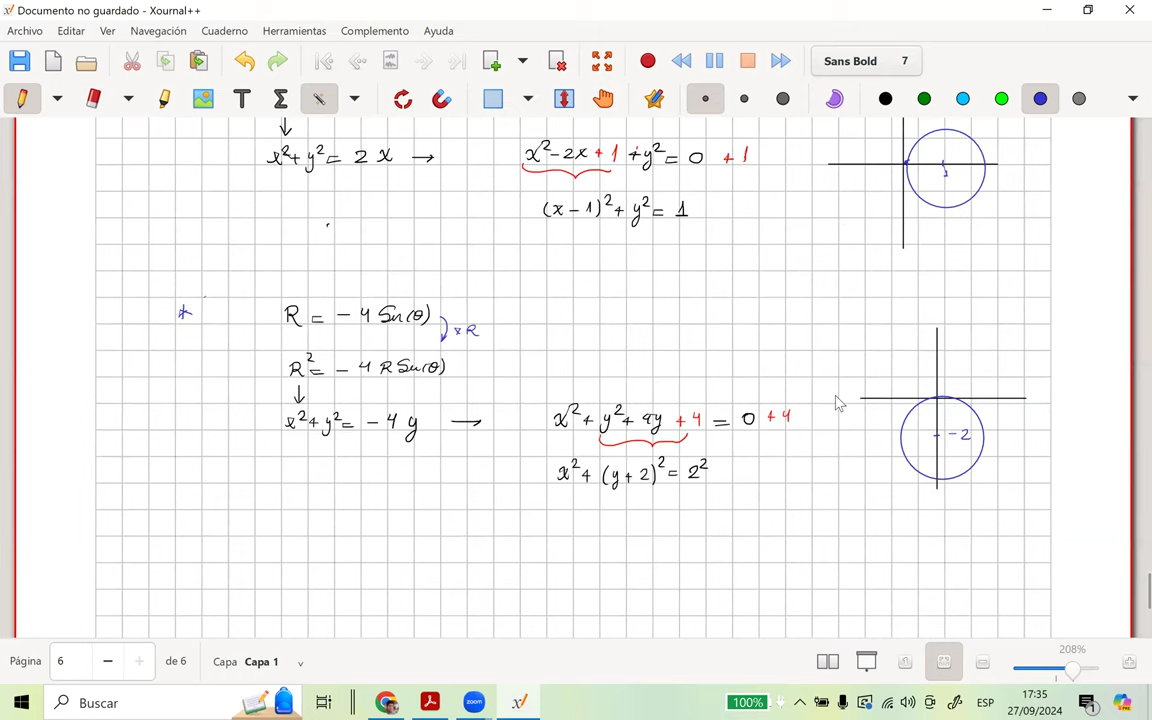 Documento no guardado - Xournal++
Archivo Editar Ver Navegación Cuaderno Herramientas Complemento Ayuda
Sans Bold 7
x²+y²= 2x → x²-2x+1+y²=0 +1
(x-1)²+y²=1
1
* R = -4 Sen(θ)
×R
R²= -4 R Sen(θ)
x²+y²= -4y → x²+y²+4y+4=0+4
x²+(y+2)²=2²
-2
Página 6 de 6 Capa Capa 1 208%
Buscar 100% ESP 17:35
27/09/2024